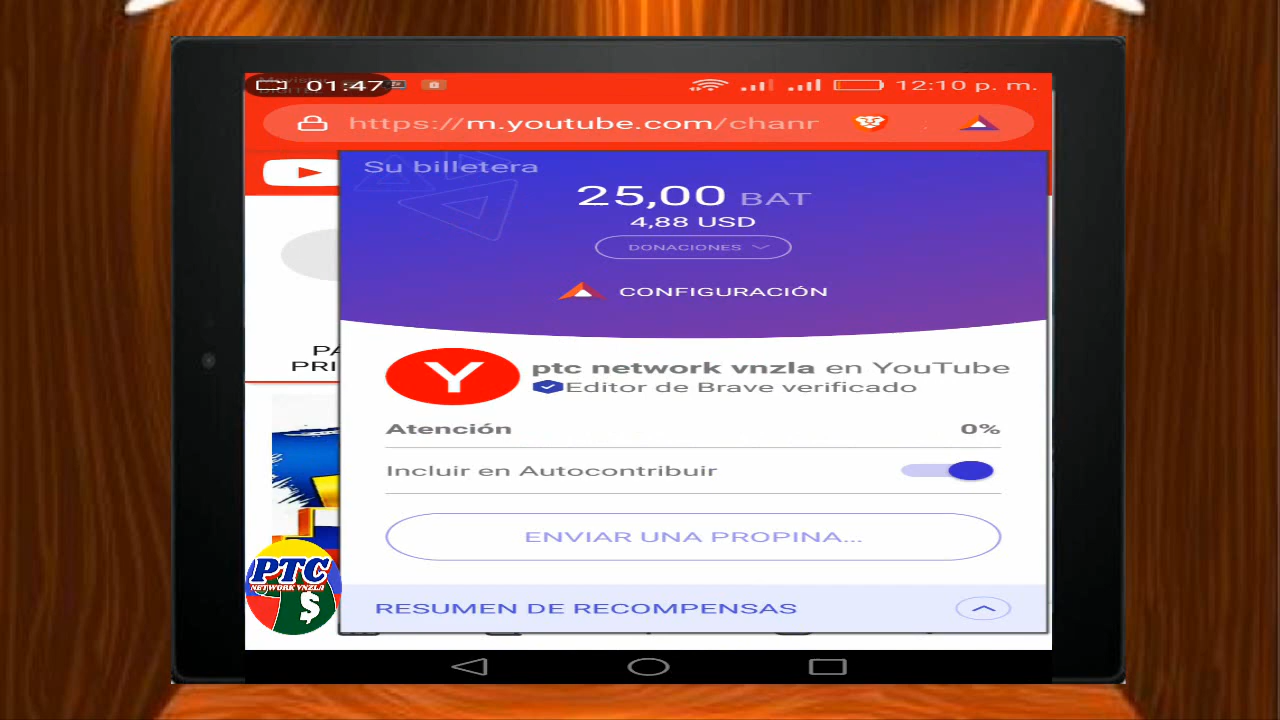 01:47
12:10 p. m.
https://m.youtube.com/chanr
Su billetera
25,00 BAT
4,88 USD
DONACIONES
CONFIGURACIÓN
PA
PRI
Y
ptc network vnzla en YouTube
Editor de Brave verificado
Atención 0%
Incluir en Autocontribuir
ENVIAR UNA PROPINA...
PTC
NETWORK VNZLA
$
RESUMEN DE RECOMPENSAS